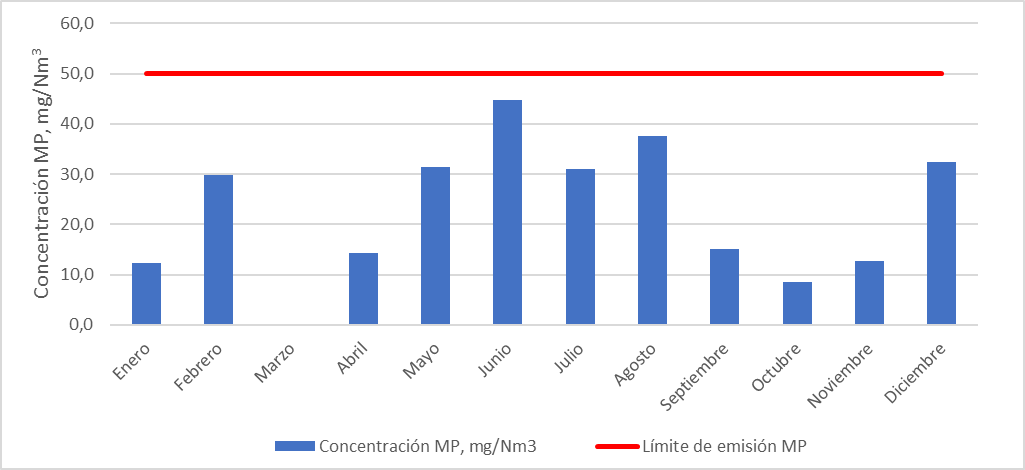 Concentración MP, mg/Nm³
60,0
50,0
40,0
30,0
20,0
10,0
0,0
Enero
Febrero
Marzo
Abril
Mayo
Junio
Julio
Agosto
Septiembre
Octubre
Noviembre
Diciembre
Concentración MP, mg/Nm3
Límite de emisión MP